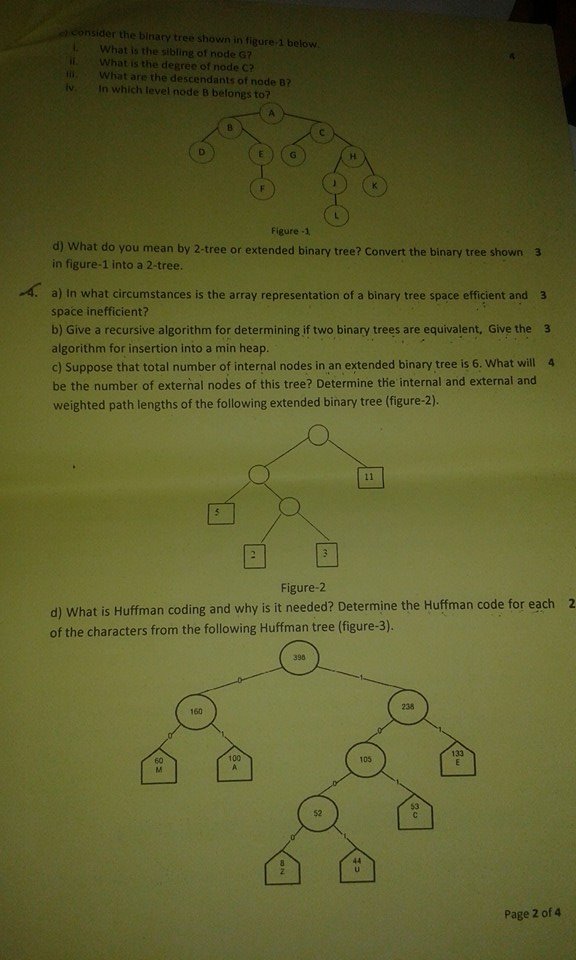 c) consider the binary tree shown in figure-1 below. 4
i. What is the sibling of node G?
ii. What is the degree of node C?
iii. What are the descendants of node B?
iv. In which level node B belongs to?
A
B C
D E G H
F J K
L
Figure -1
d) What do you mean by 2-tree or extended binary tree? Convert the binary tree shown 3
in figure-1 into a 2-tree.
4. a) In what circumstances is the array representation of a binary tree space efficient and 3
space inefficient?
b) Give a recursive algorithm for determining if two binary trees are equivalent, Give the 3
algorithm for insertion into a min heap.
c) Suppose that total number of internal nodes in an extended binary tree is 6. What will 4
be the number of external nodes of this tree? Determine the internal and external and
weighted path lengths of the following extended binary tree (figure-2).
11
5
2 3
Figure-2
d) What is Huffman coding and why is it needed? Determine the Huffman code for each 2
of the characters from the following Huffman tree (figure-3).
398
0 1
160 238
0 1 0 1
60 100 105 133
M A E
0 1
52 53
C
0 1
8 44
Z U
Page 2 of 4